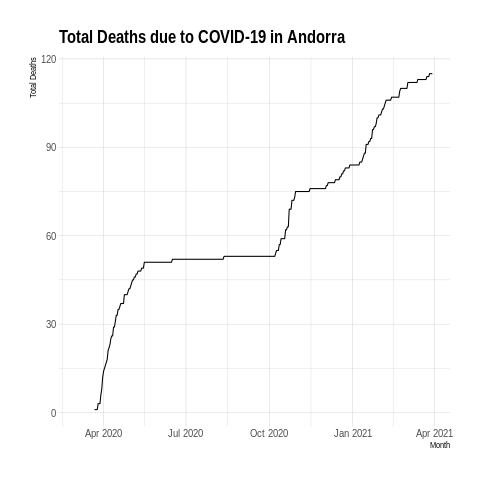 Total Deaths due to COVID-19 in Andorra
Total Deaths
120
90
60
30
0
Apr 2020 Jul 2020 Oct 2020 Jan 2021 Apr 2021
Month